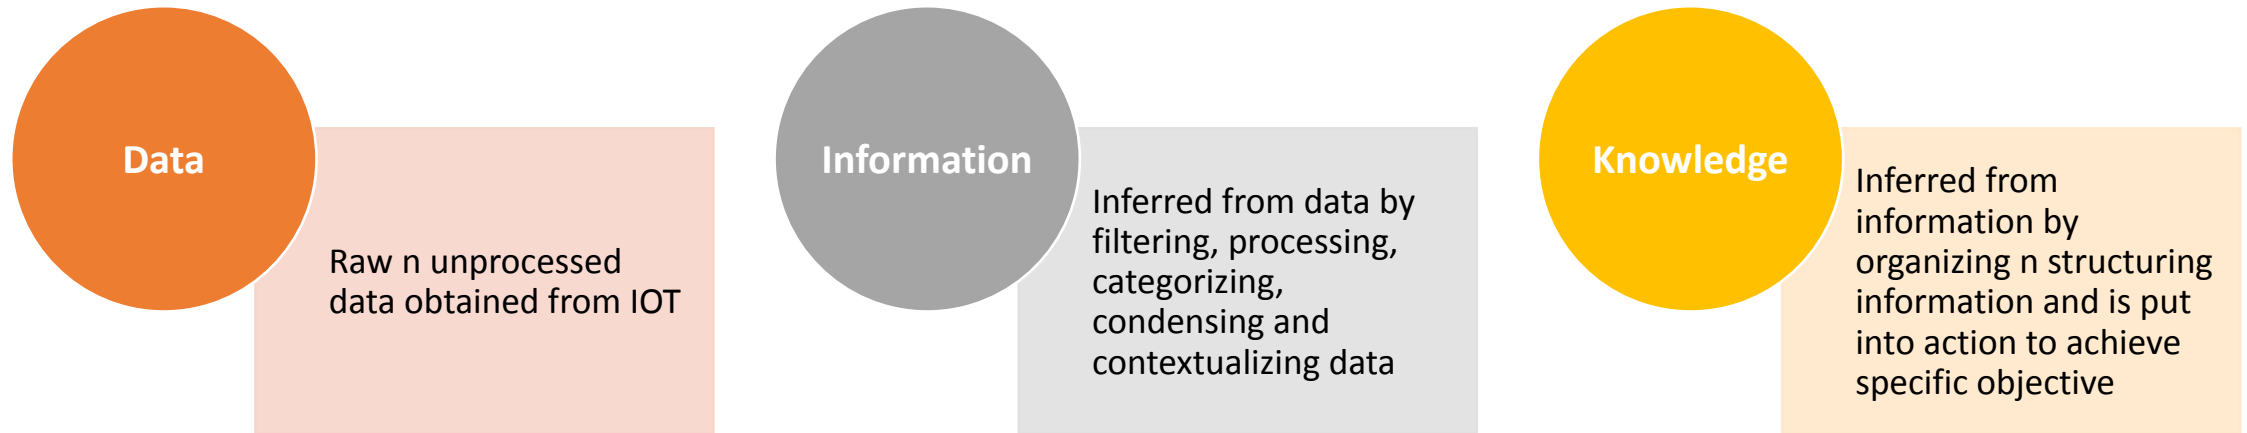 Data
Raw n unprocessed
data obtained from IOT
Information
Inferred from data by
filtering, processing,
categorizing,
condensing and
contextualizing data
Knowledge
Inferred from
information by
organizing n structuring
information and is put
into action to achieve
specific objective